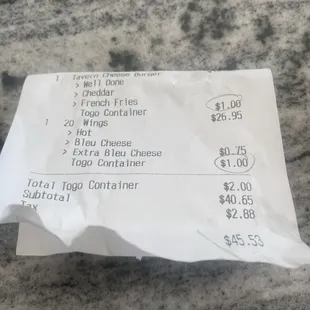 1 Tavern Cheese Burger
> Well Done
> Cheddar
> French Fries
Togo Container $1.00
$26.95
1 20 Wings
> Hot
> Bleu Cheese
> Extra Bleu Cheese $0.75
Togo Container $1.00
Total Togo Container $2.00
Subtotal $40.65
Tax $2.88
$45.53